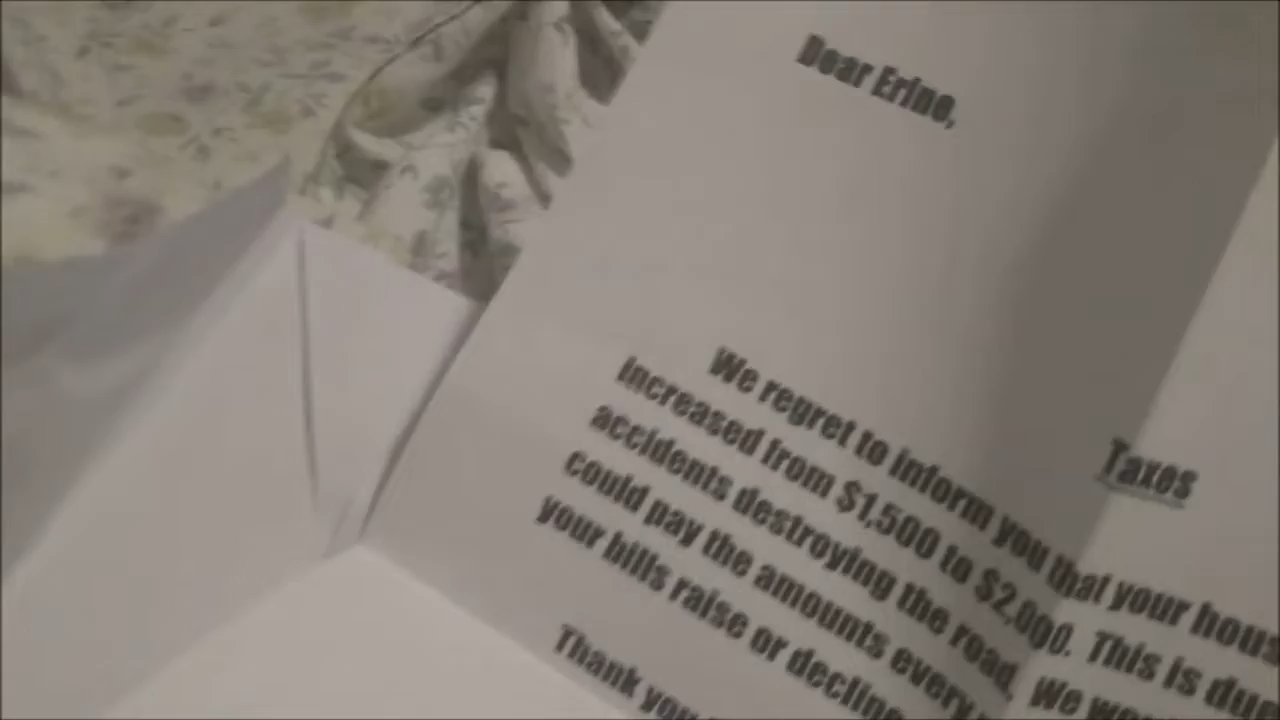 Dear Erine,
Taxes
We regret to inform you that your hous
increased from $1,500 to $2,000. This is due
accidents destroying the road. We wo
could pay the amounts every
your bills raise or decline
Thank you